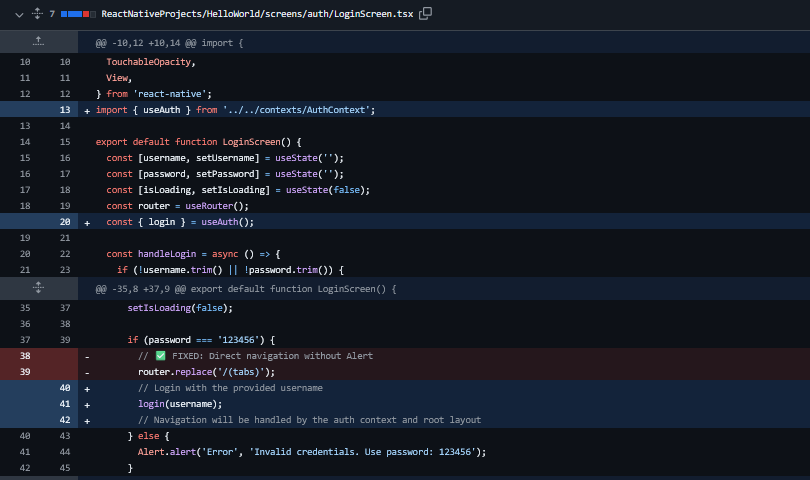 7 ReactNativeProjects/HelloWorld/screens/auth/LoginScreen.tsx
@@ -10,12 +10,14 @@ import {
10 10 TouchableOpacity,
11 11 View,
12 12 } from 'react-native';
13 + import { useAuth } from '../../contexts/AuthContext';
13 14
14 15 export default function LoginScreen() {
15 16 const [username, setUsername] = useState('');
16 17 const [password, setPassword] = useState('');
17 18 const [isLoading, setIsLoading] = useState(false);
18 19 const router = useRouter();
20 + const { login } = useAuth();
19 21
20 22 const handleLogin = async () => {
21 23 if (!username.trim() || !password.trim()) {
@@ -35,8 +37,9 @@ export default function LoginScreen() {
35 37 setIsLoading(false);
36 38
37 39 if (password === '123456') {
38 - // ✅ FIXED: Direct navigation without Alert
39 - router.replace('/(tabs)');
40 + // Login with the provided username
41 + login(username);
42 + // Navigation will be handled by the auth context and root layout
40 43 } else {
41 44 Alert.alert('Error', 'Invalid credentials. Use password: 123456');
42 45 }